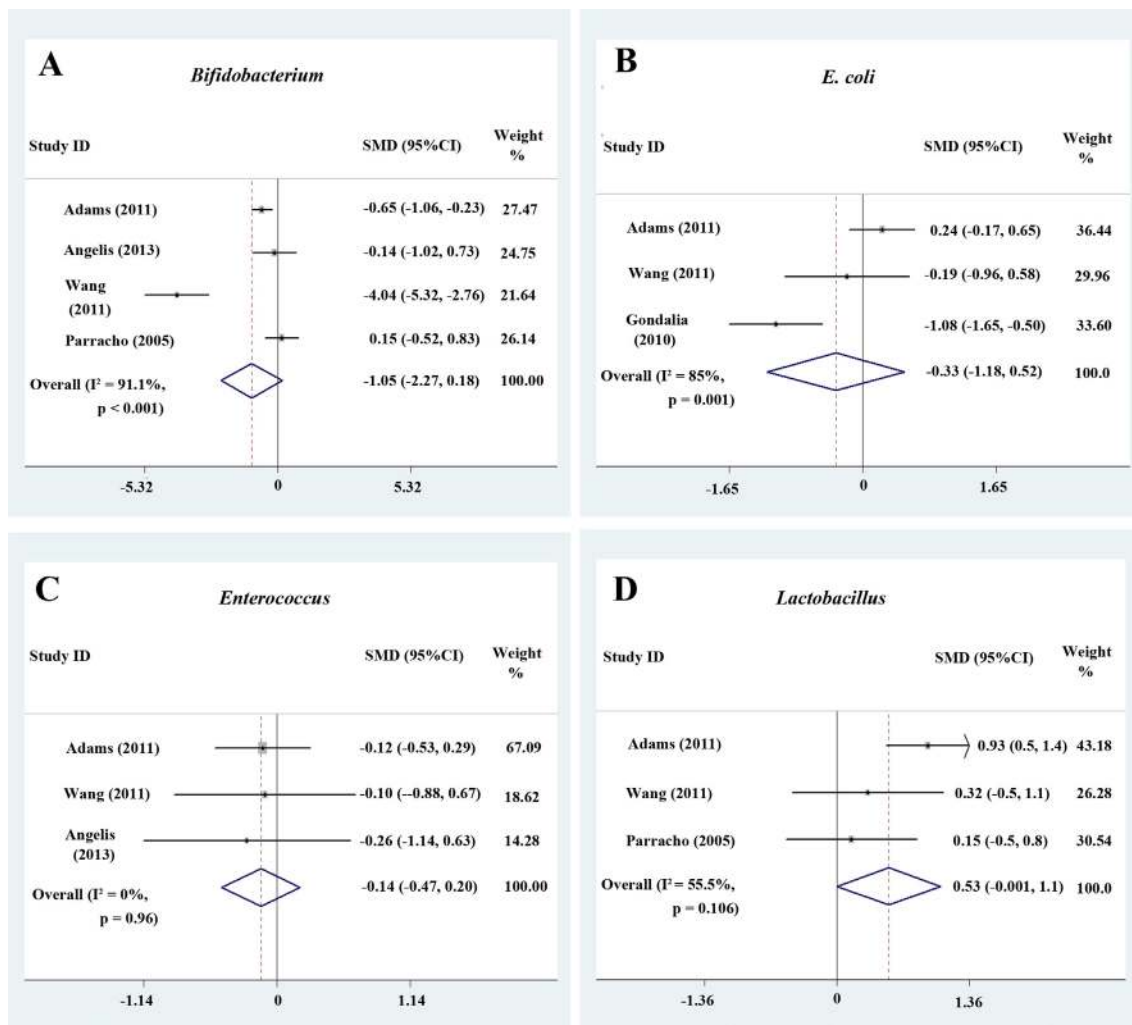 A
Bifidobacterium
Study ID SMD (95%CI) Weight
%
Adams (2011) -0.65 (-1.06, -0.23) 27.47
Angelis (2013) -0.14 (-1.02, 0.73) 24.75
Wang
(2011) -4.04 (-5.32, -2.76) 21.64
Parracho (2005) 0.15 (-0.52, 0.83) 26.14
Overall (I² = 91.1%, -1.05 (-2.27, 0.18) 100.00
p < 0.001)
-5.32 0 5.32
B
E. coli
Study ID SMD (95%CI) Weight
%
Adams (2011) 0.24 (-0.17, 0.65) 36.44
Wang (2011) -0.19 (-0.96, 0.58) 29.96
Gondalia -1.08 (-1.65, -0.50) 33.60
(2010)
Overall (I² = 85%, -0.33 (-1.18, 0.52) 100.0
p = 0.001)
-1.65 0 1.65
C
Enterococcus
Study ID SMD (95%CI) Weight
%
Adams (2011) -0.12 (-0.53, 0.29) 67.09
Wang (2011) -0.10 (--0.88, 0.67) 18.62
Angelis -0.26 (-1.14, 0.63) 14.28
(2013)
Overall (I² = 0%, -0.14 (-0.47, 0.20) 100.00
p = 0.96)
-1.14 0 1.14
D
Lactobacillus
Study ID SMD (95%CI) Weight
%
Adams (2011) 0.93 (0.5, 1.4) 43.18
Wang (2011) 0.32 (-0.5, 1.1) 26.28
Parracho (2005) 0.15 (-0.5, 0.8) 30.54
Overall (I² = 55.5%, 0.53 (-0.001, 1.1) 100.0
p = 0.106)
-1.36 0 1.36